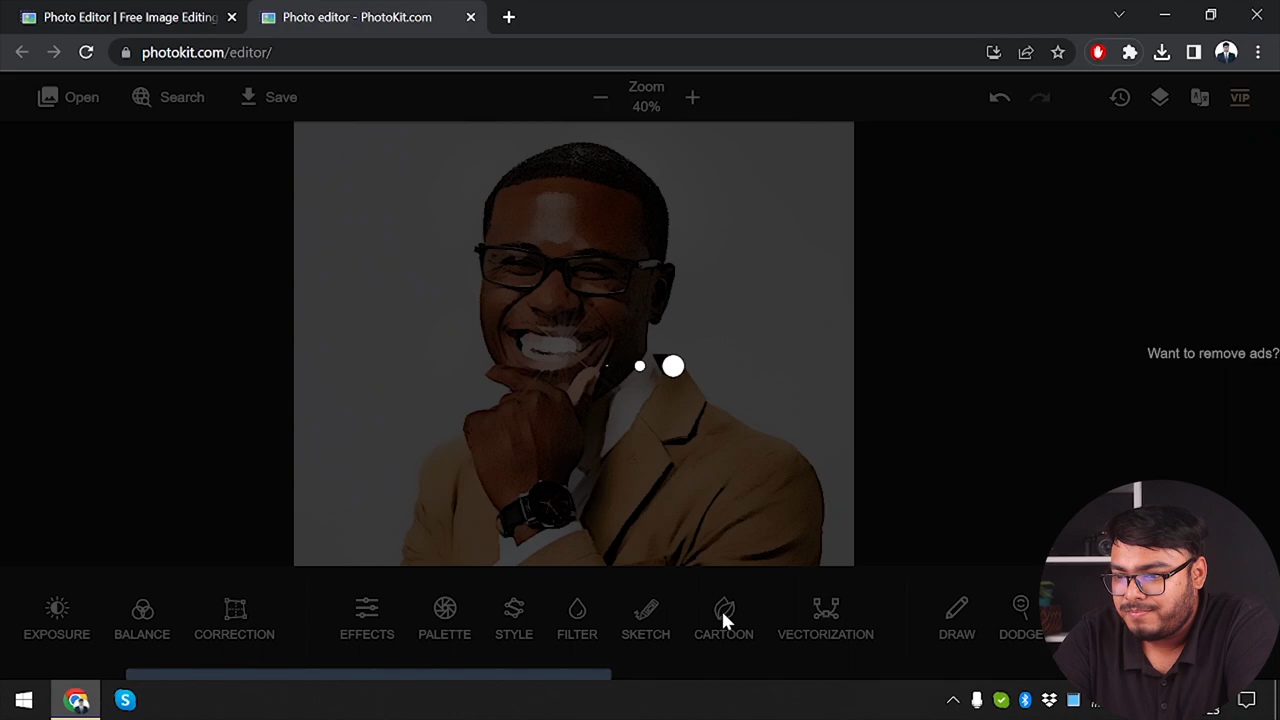 Photo Editor | Free Image Editing
Photo editor - PhotoKit.com
photokit.com/editor/
Open
Search
Save
Zoom
40%
VIP
Want to remove ads?
EXPOSURE
BALANCE
CORRECTION
EFFECTS
PALETTE
STYLE
FILTER
SKETCH
CARTOON
VECTORIZATION
DRAW
DODGE